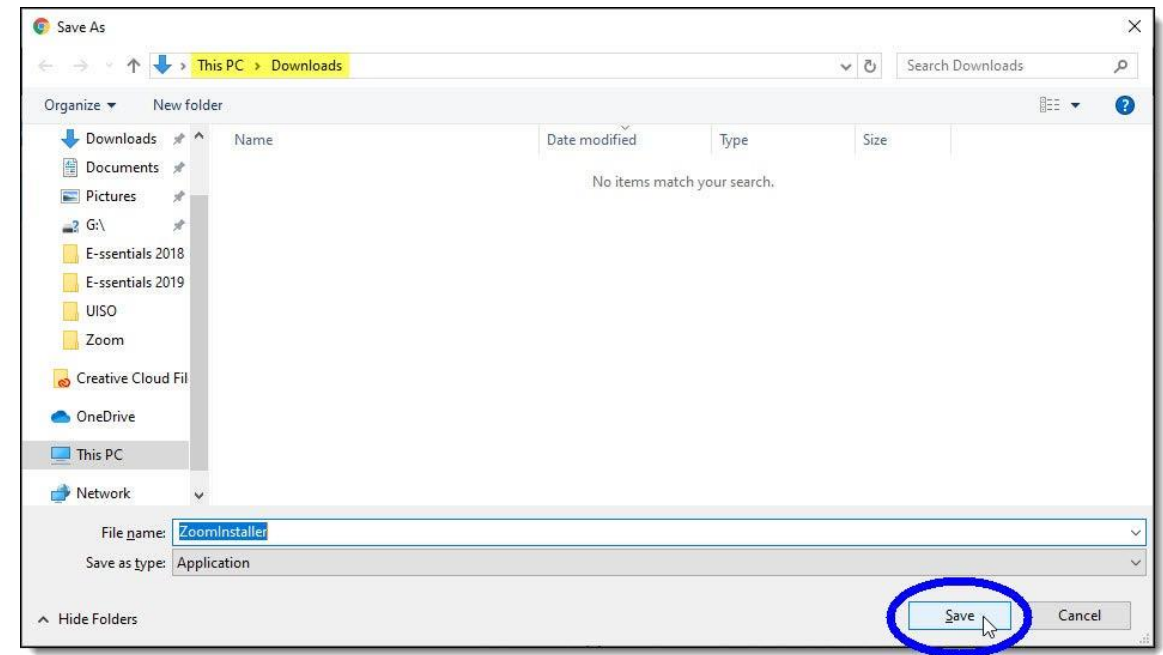 Save As
This PC > Downloads
Search Downloads
Organize
New folder
Downloads
Name
Date modified
Type
Size
Documents
No items match your search.
Pictures
G:\
E-ssentials 2018
E-ssentials 2019
UISO
Zoom
Creative Cloud Fil
OneDrive
This PC
Network
File name: ZoomInstaller
Save as type: Application
Hide Folders
Save
Cancel